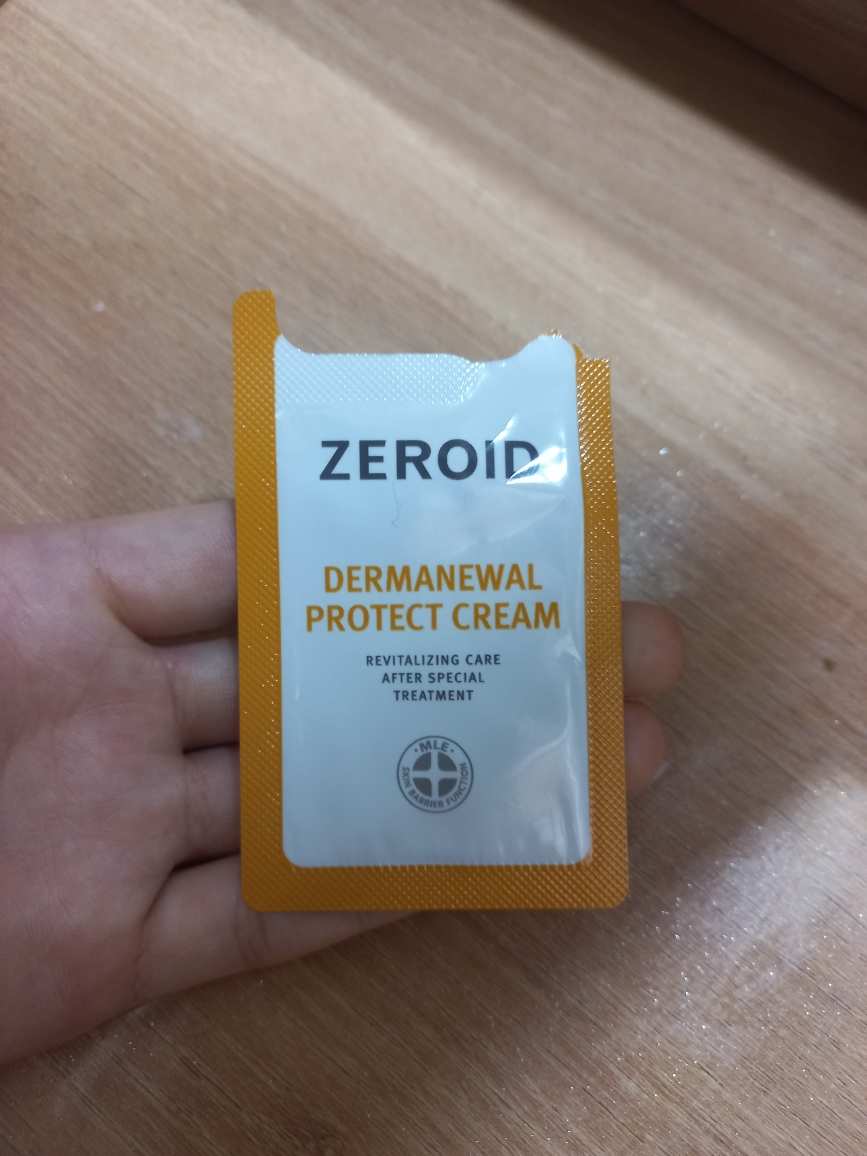 ZEROID
DERMANEWAL
PROTECT CREAM
REVITALIZING CARE
AFTER SPECIAL
TREATMENT
·MLE·
SKIN BARRIER FUNCTION